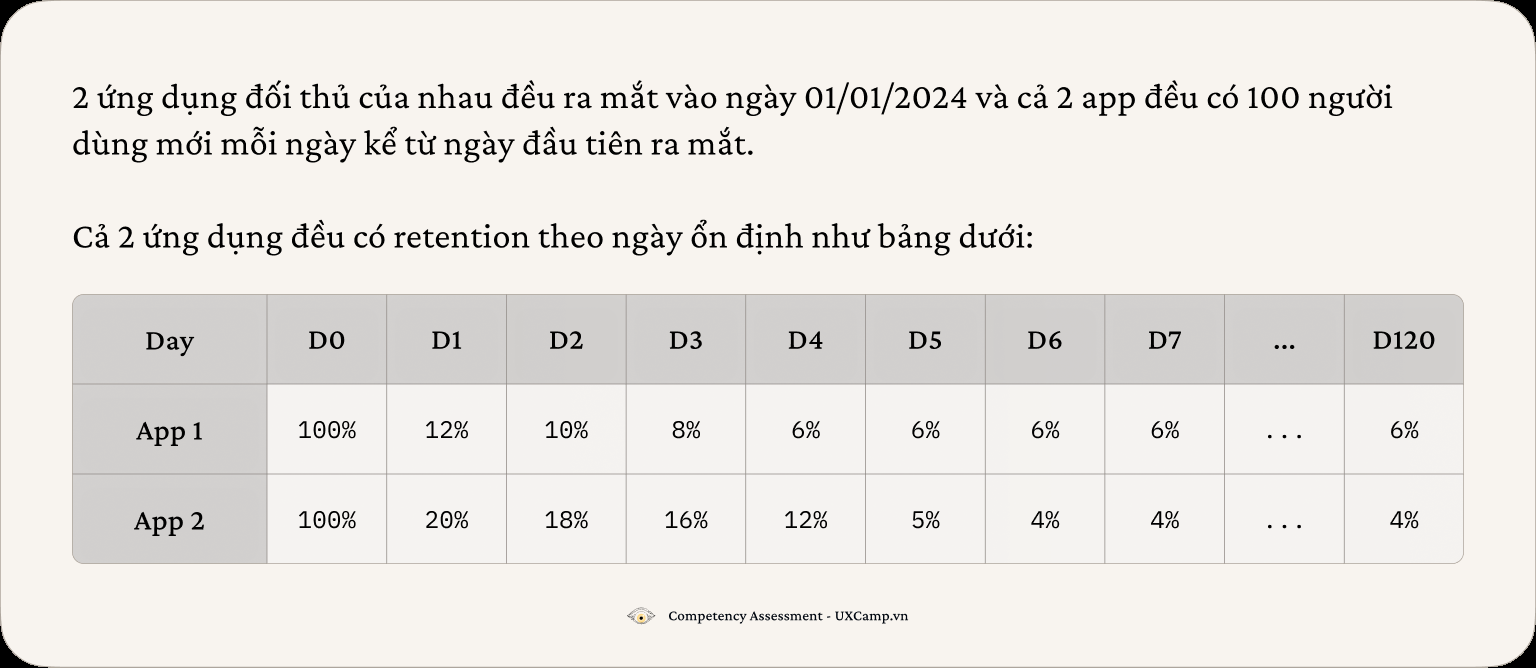 2 ứng dụng đối thủ của nhau đều ra mắt vào ngày 01/01/2024 và cả 2 app đều có 100 người
dùng mới mỗi ngày kể từ ngày đầu tiên ra mắt.
Cả 2 ứng dụng đều có retention theo ngày ổn định như bảng dưới:
Day D0 D1 D2 D3 D4 D5 D6 D7 ... D120
App 1 100% 12% 10% 8% 6% 6% 6% 6% ... 6%
App 2 100% 20% 18% 16% 12% 5% 4% 4% ... 4%
Competency Assessment - UXCamp.vn